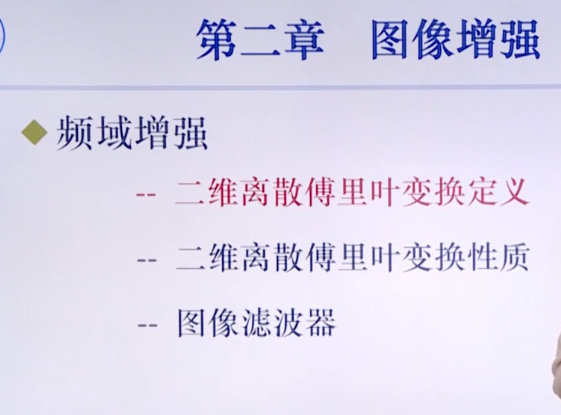 第二章 图像增强
频域增强
-- 二维离散傅里叶变换定义
-- 二维离散傅里叶变换性质
-- 图像滤波器